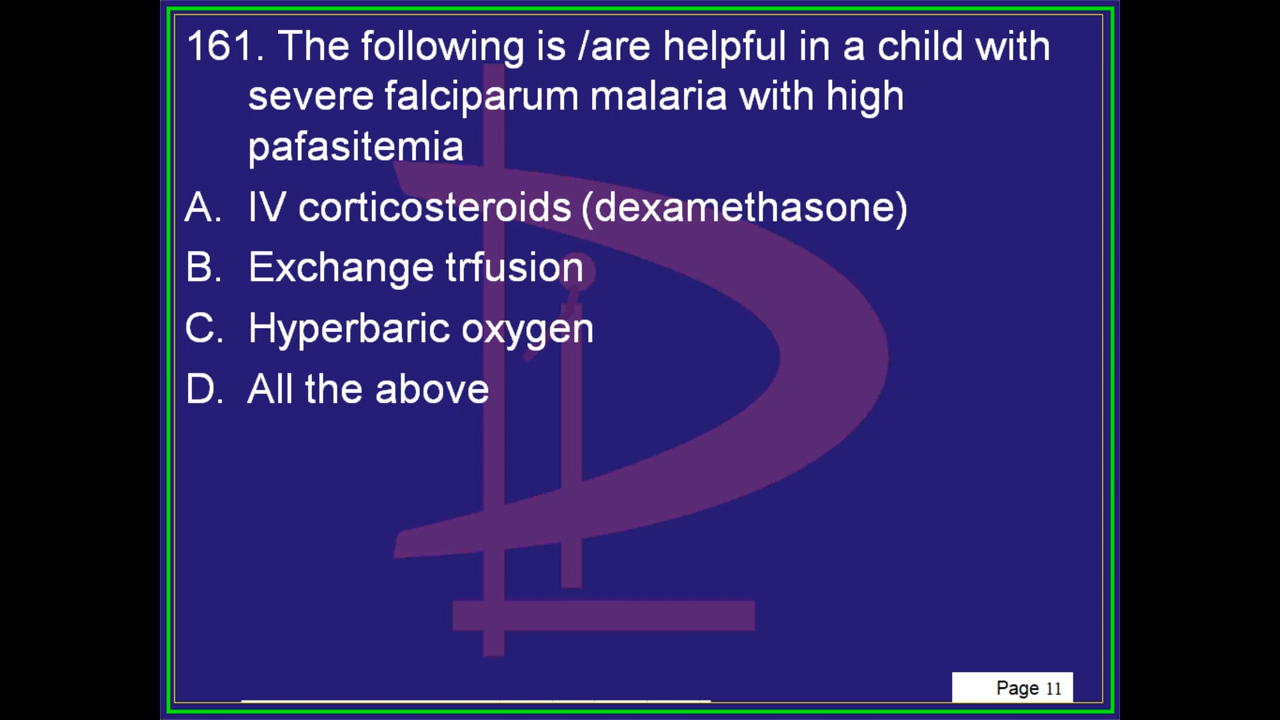 161. The following is /are helpful in a child with
severe falciparum malaria with high
pafasitemia
A. IV corticosteroids (dexamethasone)
B. Exchange trfusion
C. Hyperbaric oxygen
D. All the above
Page 11